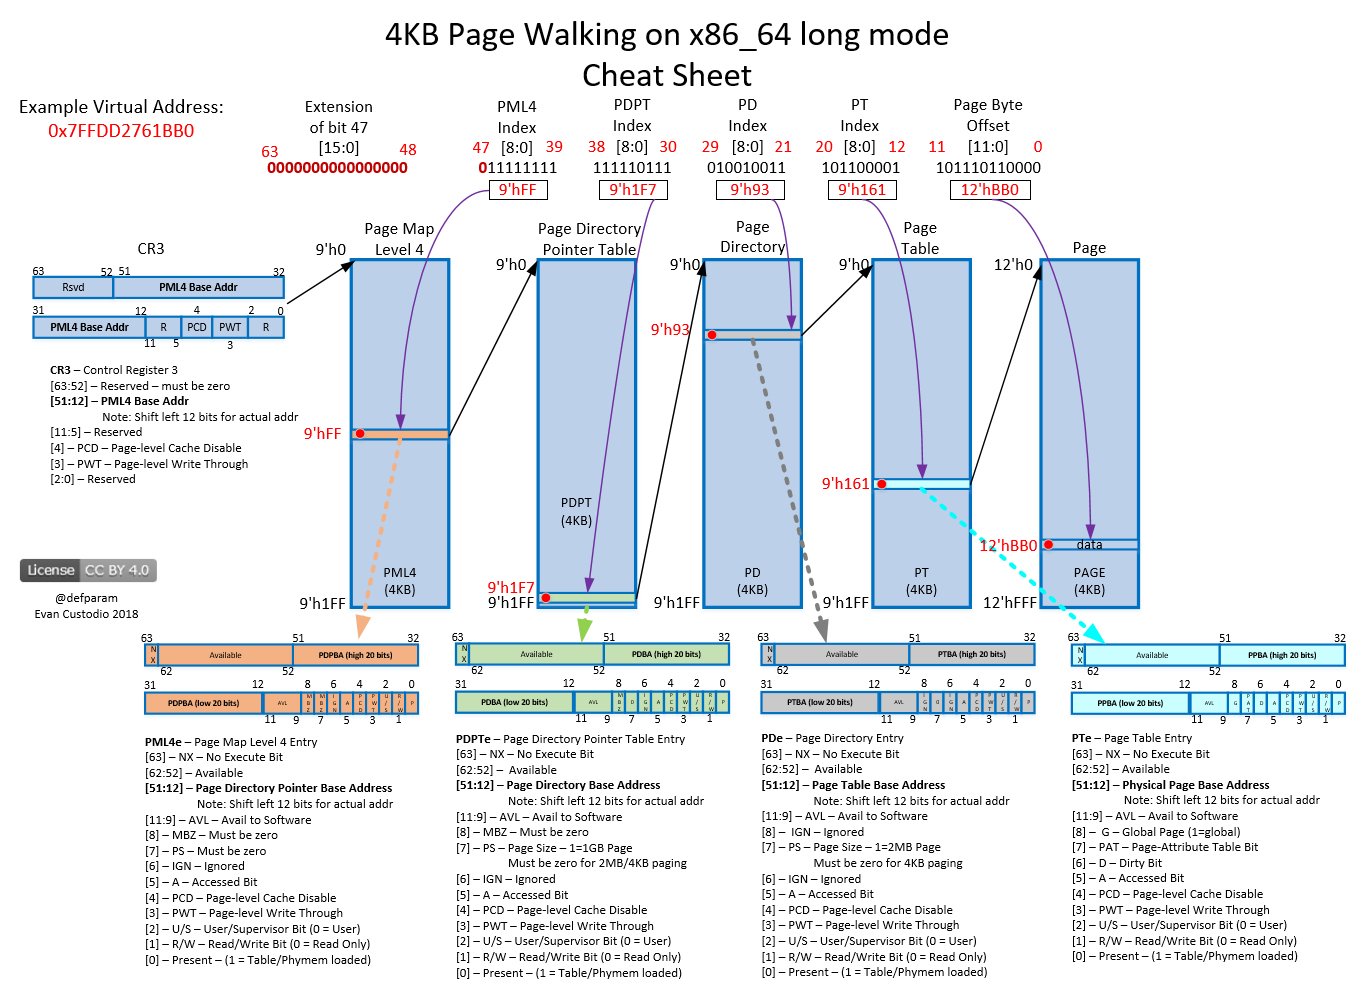 4KB Page Walking on x86_64 long mode
Cheat Sheet
Example Virtual Address:
0x7FFDD2761BB0
Extension
of bit 47
[15:0]
63 48
0000000000000000
PML4
Index
47 [8:0] 39
011111111
9'hFF
PDPT
Index
38 [8:0] 30
111110111
9'h1F7
PD
Index
29 [8:0] 21
010010011
9'h93
PT
Index
20 [8:0] 12
101100001
9'h161
Page Byte
Offset
11 [11:0] 0
101110110000
12'hBB0
CR3
63 52 51 32
Rsvd PML4 Base Addr
31 12 4 2 0
PML4 Base Addr R PCD PWT R
11 5 3
CR3 – Control Register 3
[63:52] – Reserved – must be zero
[51:12] – PML4 Base Addr
Note: Shift left 12 bits for actual addr
[11:5] – Reserved
[4] – PCD – Page-level Cache Disable
[3] – PWT – Page-level Write Through
[2:0] – Reserved
License CC BY 4.0
@defparam
Evan Custodio 2018
Page Map
Level 4
9'h0
9'hFF
PML4
(4KB)
9'h1FF
Page Directory
Pointer Table
9'h0
PDPT
(4KB)
9'h1F7
9'h1FF
Page
Directory
9'h0
9'h93
PD
(4KB)
9'h1FF
Page
Table
9'h0
9'h161
PT
(4KB)
9'h1FF
Page
12'h0
12'hBB0
data
PAGE
(4KB)
12'hFFF
63 51 32
N X Available PDPBA (high 20 bits)
62 52
31 12 8 6 4 2 0
PDPBA (low 20 bits) AVL MBZ MBZ IGN A PCD PWT U/S R/W P
11 9 7 5 3 1
PML4e – Page Map Level 4 Entry
[63] – NX – No Execute Bit
[62:52] – Available
[51:12] – Page Directory Pointer Base Address
Note: Shift left 12 bits for actual addr
[11:9] – AVL – Avail to Software
[8] – MBZ – Must be zero
[7] – PS – Must be zero
[6] – IGN – Ignored
[5] – A – Accessed Bit
[4] – PCD – Page-level Cache Disable
[3] – PWT – Page-level Write Through
[2] – U/S – User/Supervisor Bit (0 = User)
[1] – R/W – Read/Write Bit (0 = Read Only)
[0] – Present – (1 = Table/Phymem loaded)
63 51 32
N X Available PDBA (high 20 bits)
62 52
31 12 8 6 4 2 0
PDBA (low 20 bits) AVL MBZ 0 IGN A PCD PWT U/S R/W P
11 9 7 5 3 1
PDPTe – Page Directory Pointer Table Entry
[63] – NX – No Execute Bit
[62:52] – Available
[51:12] – Page Directory Base Address
Note: Shift left 12 bits for actual addr
[11:9] – AVL – Avail to Software
[8] – MBZ – Must be zero
[7] – PS – Page Size – 1=1GB Page
Must be zero for 2MB/4KB paging
[6] – IGN – Ignored
[5] – A – Accessed Bit
[4] – PCD – Page-level Cache Disable
[3] – PWT – Page-level Write Through
[2] – U/S – User/Supervisor Bit (0 = User)
[1] – R/W – Read/Write Bit (0 = Read Only)
[0] – Present – (1 = Table/Phymem loaded)
63 51 32
N X Available PTBA (high 20 bits)
62 52
31 12 8 6 4 2 0
PTBA (low 20 bits) AVL IGN 0 IGN A PCD PWT U/S R/W P
11 9 7 5 3 1
PDe – Page Directory Entry
[63] – NX – No Execute Bit
[62:52] – Available
[51:12] – Page Table Base Address
Note: Shift left 12 bits for actual addr
[11:9] – AVL – Avail to Software
[8] – IGN – Ignored
[7] – PS – Page Size – 1=2MB Page
Must be zero for 4KB paging
[6] – IGN – Ignored
[5] – A – Accessed Bit
[4] – PCD – Page-level Cache Disable
[3] – PWT – Page-level Write Through
[2] – U/S – User/Supervisor Bit (0 = User)
[1] – R/W – Read/Write Bit (0 = Read Only)
[0] – Present – (1 = Table/Phymem loaded)
63 51 32
N X Available PPBA (high 20 bits)
62 52
31 12 8 6 4 2 0
PPBA (low 20 bits) AVL G PAT D A PCD PWT U/S R/W P
11 9 7 5 3 1
PTe – Page Table Entry
[63] – NX – No Execute Bit
[62:52] – Available
[51:12] – Physical Page Base Address
Note: Shift left 12 bits for actual addr
[11:9] – AVL – Avail to Software
[8] – G – Global Page (1=global)
[7] – PAT – Page-Attribute Table Bit
[6] – D – Dirty Bit
[5] – A – Accessed Bit
[4] – PCD – Page-level Cache Disable
[3] – PWT – Page-level Write Through
[2] – U/S – User/Supervisor Bit (0 = User)
[1] – R/W – Read/Write Bit (0 = Read Only)
[0] – Present – (1 = Table/Phymem loaded)